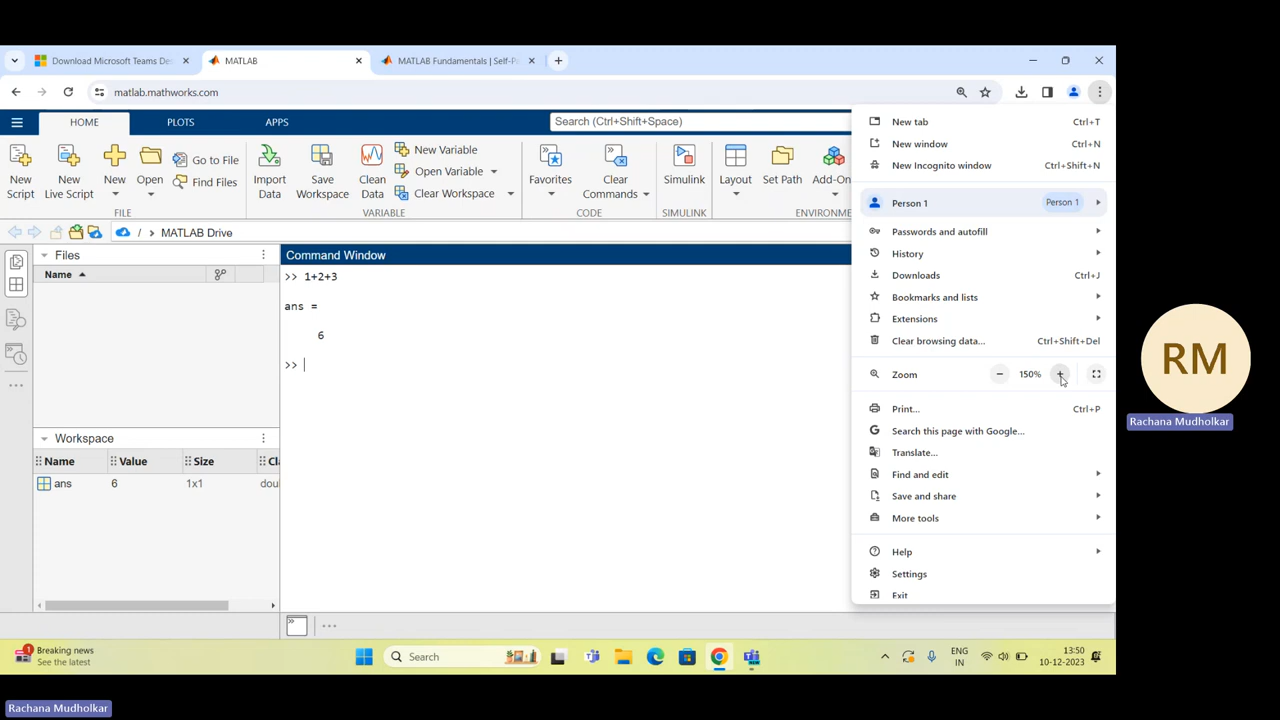 Download Microsoft Teams De
MATLAB
MATLAB Fundamentals | Self-P
matlab.mathworks.com
HOME
PLOTS
APPS
Search (Ctrl+Shift+Space)
New Script
New Live Script
New
Open
Go to File
Find Files
FILE
Import Data
Save Workspace
Clean Data
New Variable
Open Variable
Clear Workspace
VARIABLE
Favorites
Clear Commands
CODE
Simulink
SIMULINK
Layout
Set Path
Add-On
ENVIRONME
/ > MATLAB Drive
Files
Name
Workspace
Name Value Size Cl
ans 6 1x1 dou
Command Window
>> 1+2+3
ans =
6
>>
New tab Ctrl+T
New window Ctrl+N
New Incognito window Ctrl+Shift+N
Person 1 Person 1
Passwords and autofill
History
Downloads Ctrl+J
Bookmarks and lists
Extensions
Clear browsing data... Ctrl+Shift+Del
Zoom − 150% +
Print... Ctrl+P
Search this page with Google...
Translate...
Find and edit
Save and share
More tools
Help
Settings
Exit
RM
Rachana Mudholkar
1
Breaking news
See the latest
Search
ENG
IN
13:50
10-12-2023
Rachana Mudholkar